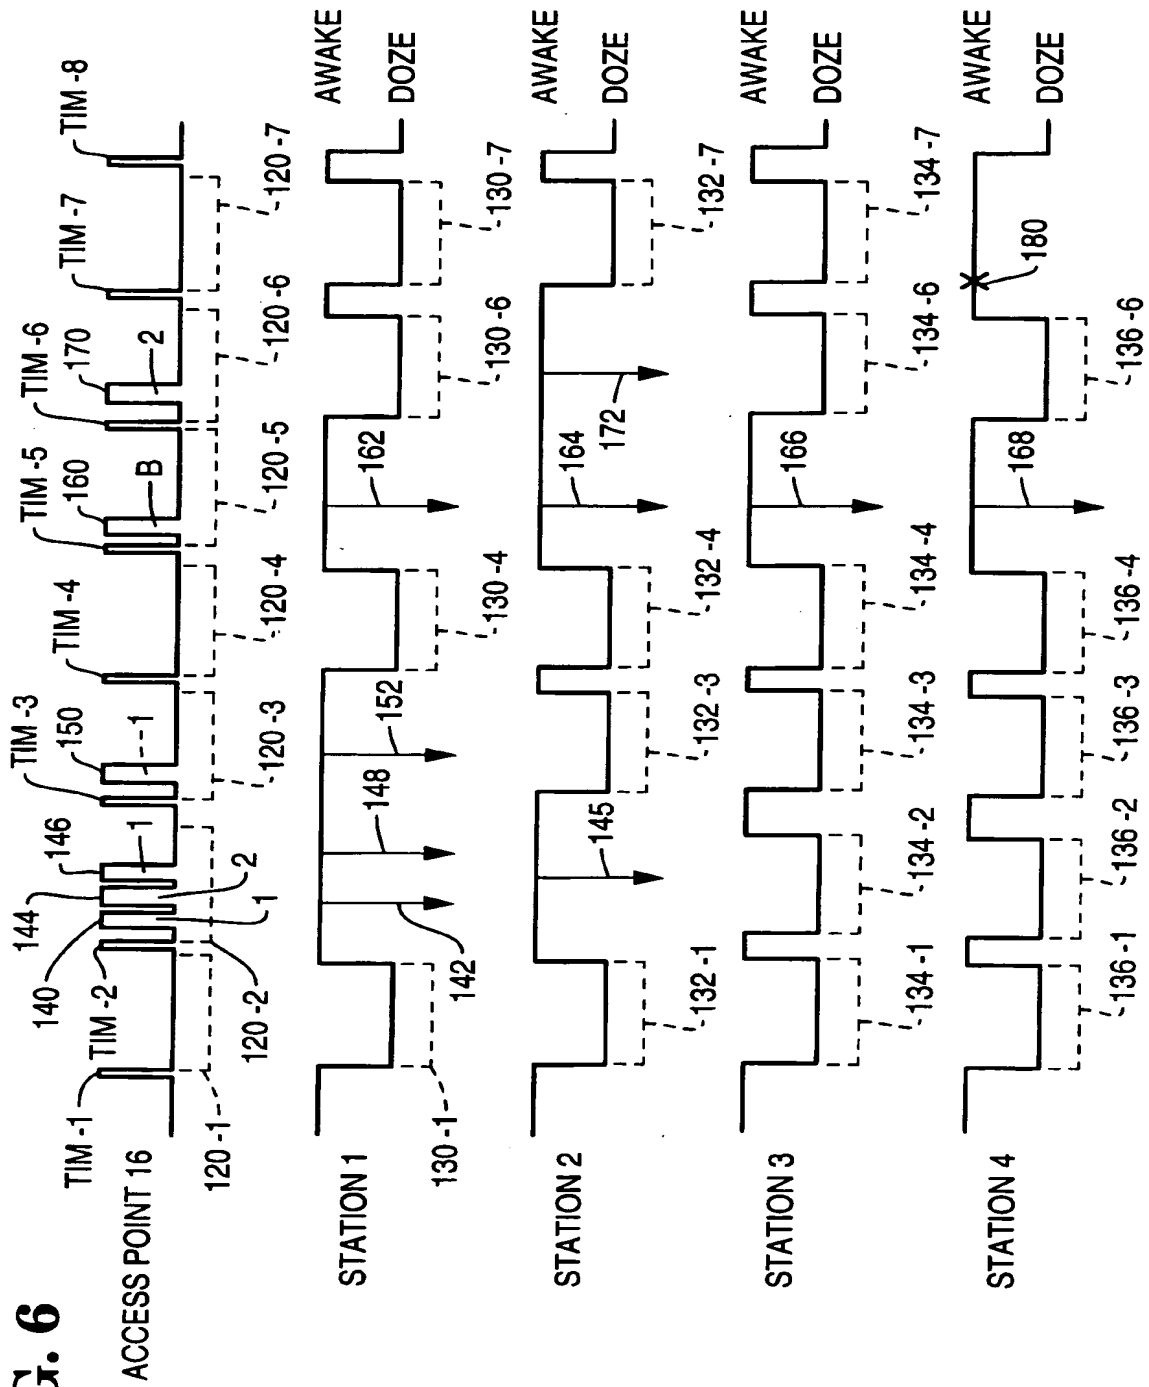 G. 6
ACCESS POINT 16
TIM -1
TIM -2
TIM -3
TIM -4
TIM -5
TIM -6
TIM -7
TIM -8
140
144
146
150
160
170
1
2
1
1
B
2
120 -1
120 -2
120 -3
120 -4
120 -5
120 -6
120 -7
STATION 1
AWAKE
DOZE
130 -1
142
148
152
130 -4
162
130 -6
130 -7
STATION 2
AWAKE
DOZE
132 -1
145
132 -3
132 -4
164
172
132 -7
STATION 3
AWAKE
DOZE
134 -1
134 -2
134 -3
134 -4
166
134 -6
134 -7
STATION 4
AWAKE
DOZE
136 -1
136 -2
136 -3
136 -4
168
136 -6
180